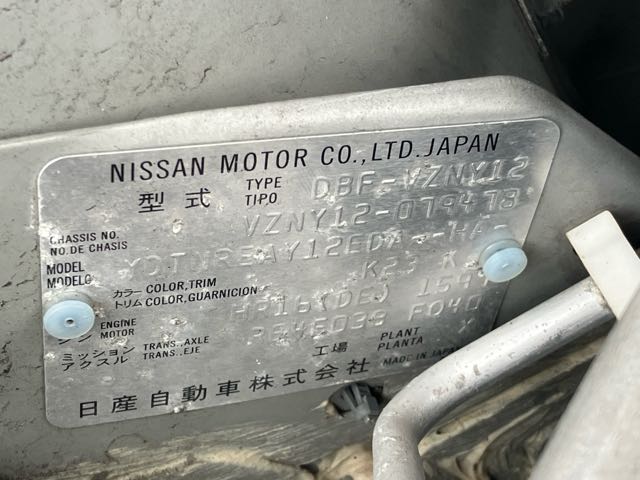 NISSAN MOTOR CO.,LTD.JAPAN
型式 TYPE TIPO DBF-VZNY12
CHASSIS NO. NO.DE CHASIS VZNY12-079473
MODEL MODELO
カラー COLOR,TRIM トリム COLOR,GUARNICION K23
ENGINE MOTOR HR16(DE)
ミッション アクスル TRANS.,AXLE TRANS.,EJE FO40
工場 PLANT PLANTA X
日産自動車株式会社 MADE IN JAPAN